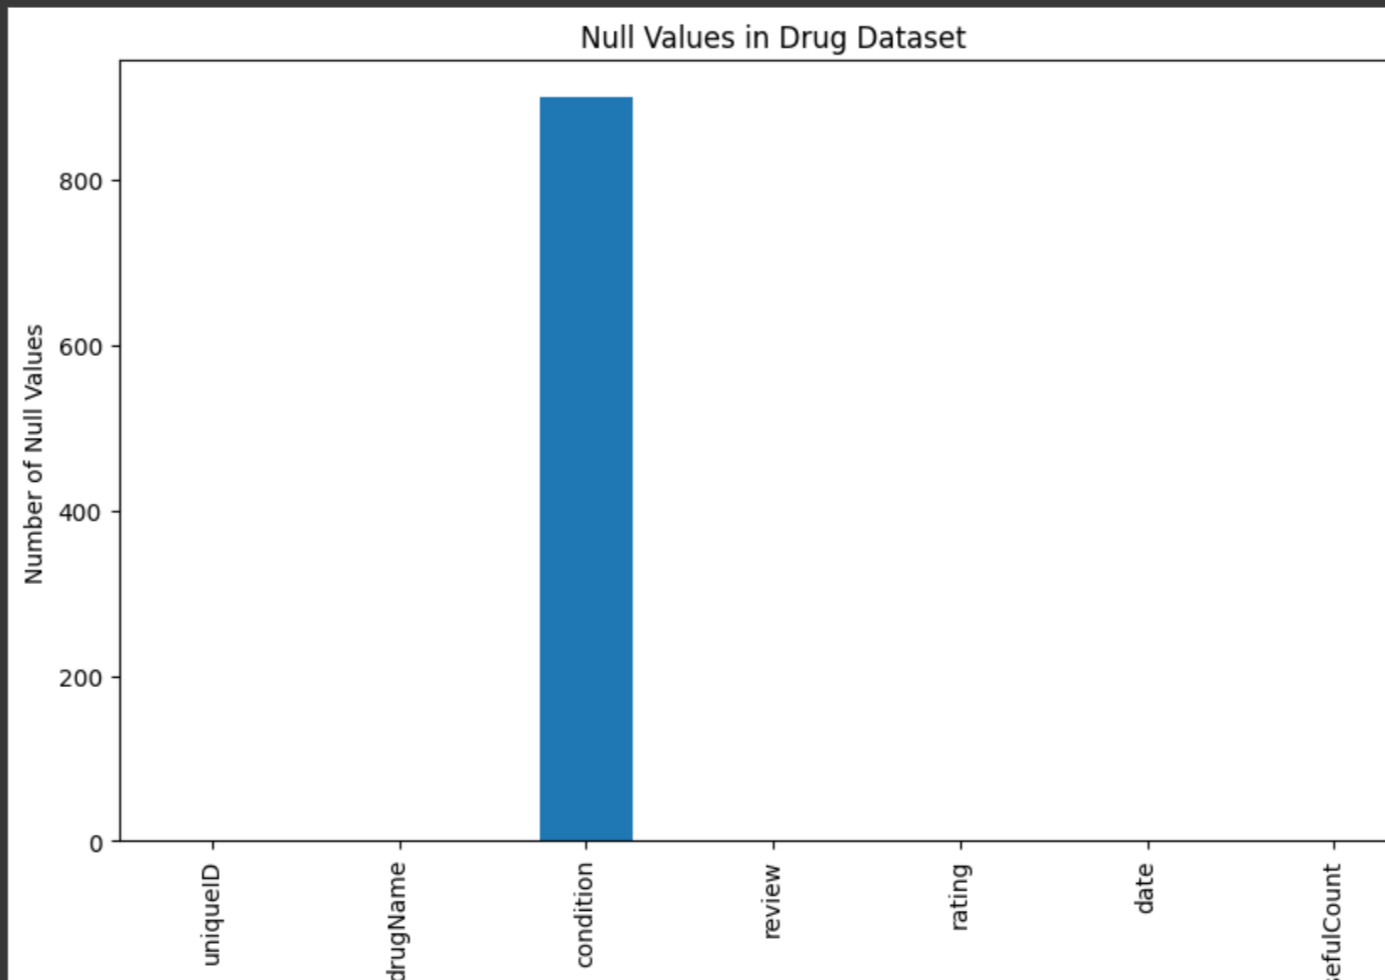 Null Values in Drug Dataset
Number of Null Values
800
600
400
200
0
uniqueID
drugName
condition
review
rating
date
efulCount